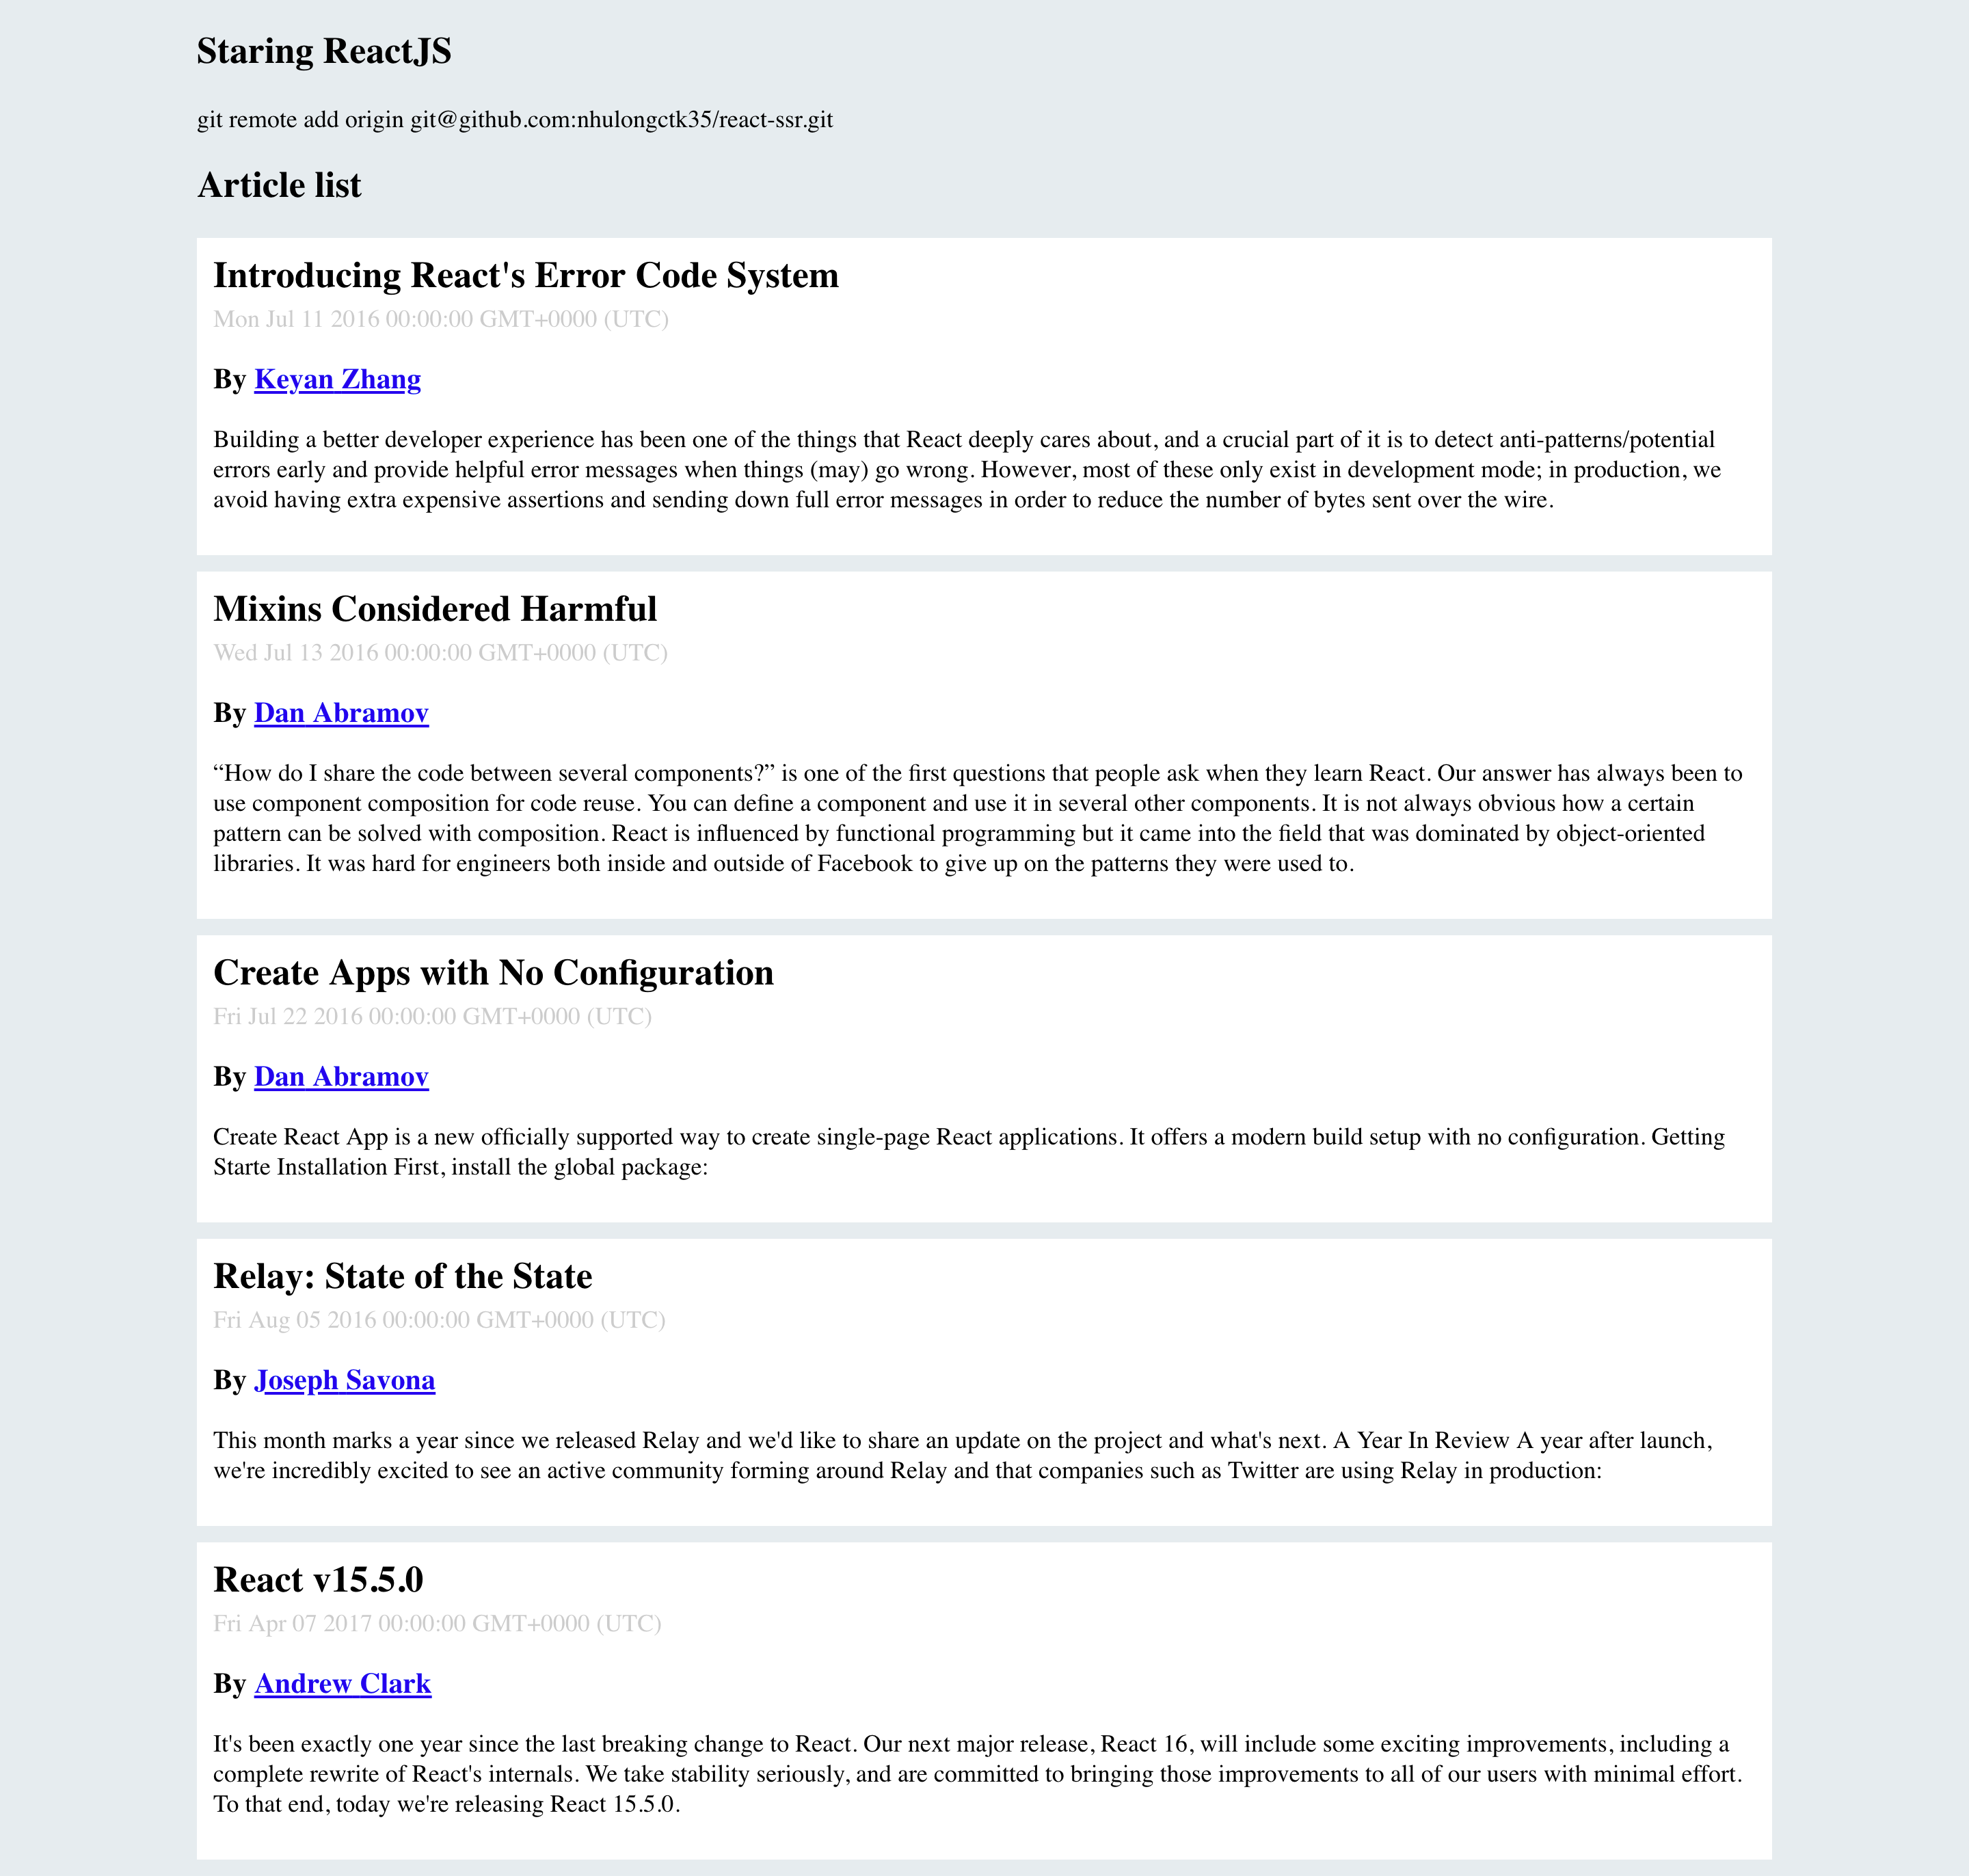 Staring ReactJS
git remote add origin git@github.com:nhulongctk35/react-ssr.git
Article list
Introducing React's Error Code System
Mon Jul 11 2016 00:00:00 GMT+0000 (UTC)
By Keyan Zhang
Building a better developer experience has been one of the things that React deeply cares about, and a crucial part of it is to detect anti-patterns/potential
errors early and provide helpful error messages when things (may) go wrong. However, most of these only exist in development mode; in production, we
avoid having extra expensive assertions and sending down full error messages in order to reduce the number of bytes sent over the wire.
Mixins Considered Harmful
Wed Jul 13 2016 00:00:00 GMT+0000 (UTC)
By Dan Abramov
“How do I share the code between several components?” is one of the first questions that people ask when they learn React. Our answer has always been to
use component composition for code reuse. You can define a component and use it in several other components. It is not always obvious how a certain
pattern can be solved with composition. React is influenced by functional programming but it came into the field that was dominated by object-oriented
libraries. It was hard for engineers both inside and outside of Facebook to give up on the patterns they were used to.
Create Apps with No Configuration
Fri Jul 22 2016 00:00:00 GMT+0000 (UTC)
By Dan Abramov
Create React App is a new officially supported way to create single-page React applications. It offers a modern build setup with no configuration. Getting
Starte Installation First, install the global package:
Relay: State of the State
Fri Aug 05 2016 00:00:00 GMT+0000 (UTC)
By Joseph Savona
This month marks a year since we released Relay and we'd like to share an update on the project and what's next. A Year In Review A year after launch,
we're incredibly excited to see an active community forming around Relay and that companies such as Twitter are using Relay in production:
React v15.5.0
Fri Apr 07 2017 00:00:00 GMT+0000 (UTC)
By Andrew Clark
It's been exactly one year since the last breaking change to React. Our next major release, React 16, will include some exciting improvements, including a
complete rewrite of React's internals. We take stability seriously, and are committed to bringing those improvements to all of our users with minimal effort.
To that end, today we're releasing React 15.5.0.